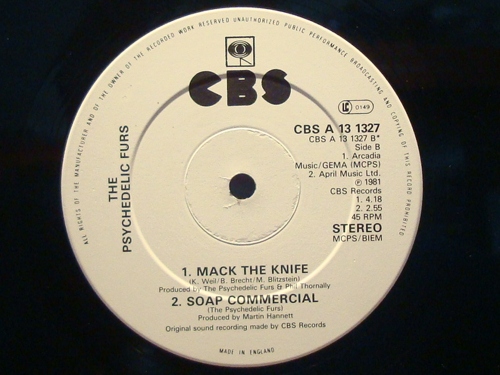 ALL RIGHTS OF THE MANUFACTURER AND OF THE OWNER OF THE RECORDED WORK RESERVED UNAUTHORIZED PUBLIC PERFORMANCE BROADCASTING AND COPYING OF THIS RECORD PROHIBITED
CBS
LC 0149
THE
PSYCHEDELIC FURS
CBS A 13 1327
CBS A 13 1327 B*
Side B
1. Arcadia
Music/GEMA (MCPS)
2. April Music Ltd.
℗ 1981
CBS Records
1. 4.18
2. 2.55
45 RPM
STEREO
MCPS/BIEM
1. MACK THE KNIFE
(K. Weil/B. Brecht/M. Blitzstein)
Produced by The Psychedelic Furs & Phil Thornally
2. SOAP COMMERCIAL
(The Psychedelic Furs)
Produced by Martin Hannett
Original sound recording made by CBS Records
MADE IN ENGLAND